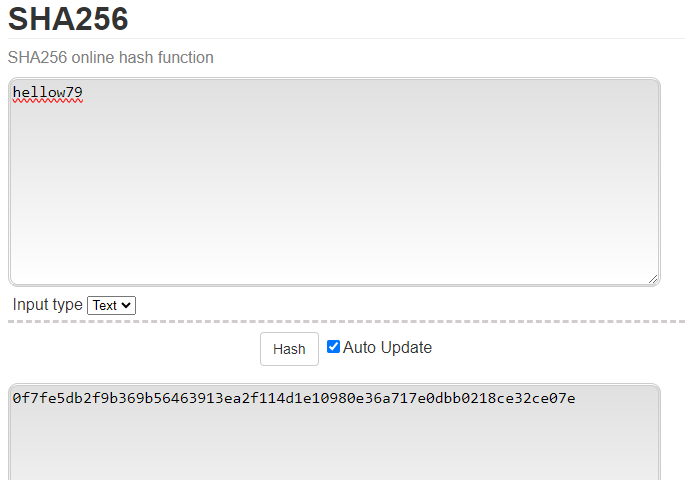 SHA256
SHA256 online hash function
hellow79
Input type Text
Hash Auto Update
0f7fe5db2f9b369b56463913ea2f114d1e10980e36a717e0dbb0218ce32ce07e